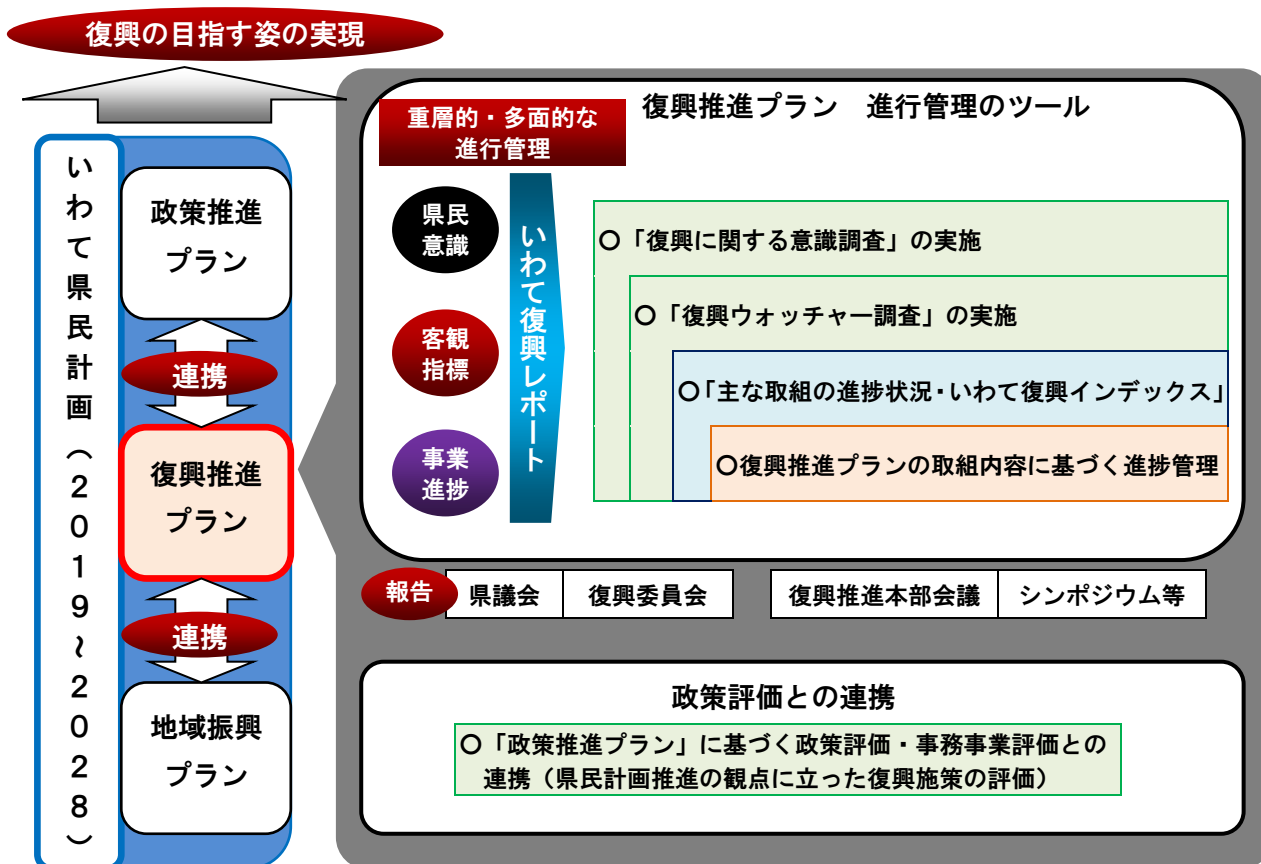 復興の目指す姿の実現
いわて県民計画（２０１９～２０２８）
政策推進
プラン
連携
復興推進
プラン
連携
地域振興
プラン
復興推進プラン　進行管理のツール
重層的・多面的な
進行管理
県民
意識
客観
指標
事業
進捗
いわて復興レポート
○「復興に関する意識調査」の実施
○「復興ウォッチャー調査」の実施
○「主な取組の進捗状況・いわて復興インデックス」
○復興推進プランの取組内容に基づく進捗管理
報告
県議会
復興委員会
復興推進本部会議
シンポジウム等
政策評価との連携
○「政策推進プラン」に基づく政策評価・事務事業評価との
連携（県民計画推進の観点に立った復興施策の評価）